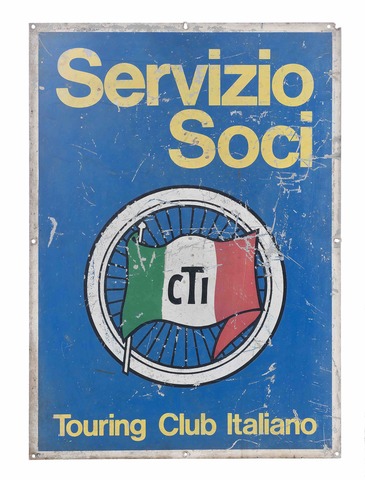 Servizio
Soci
CTI
Touring Club Italiano